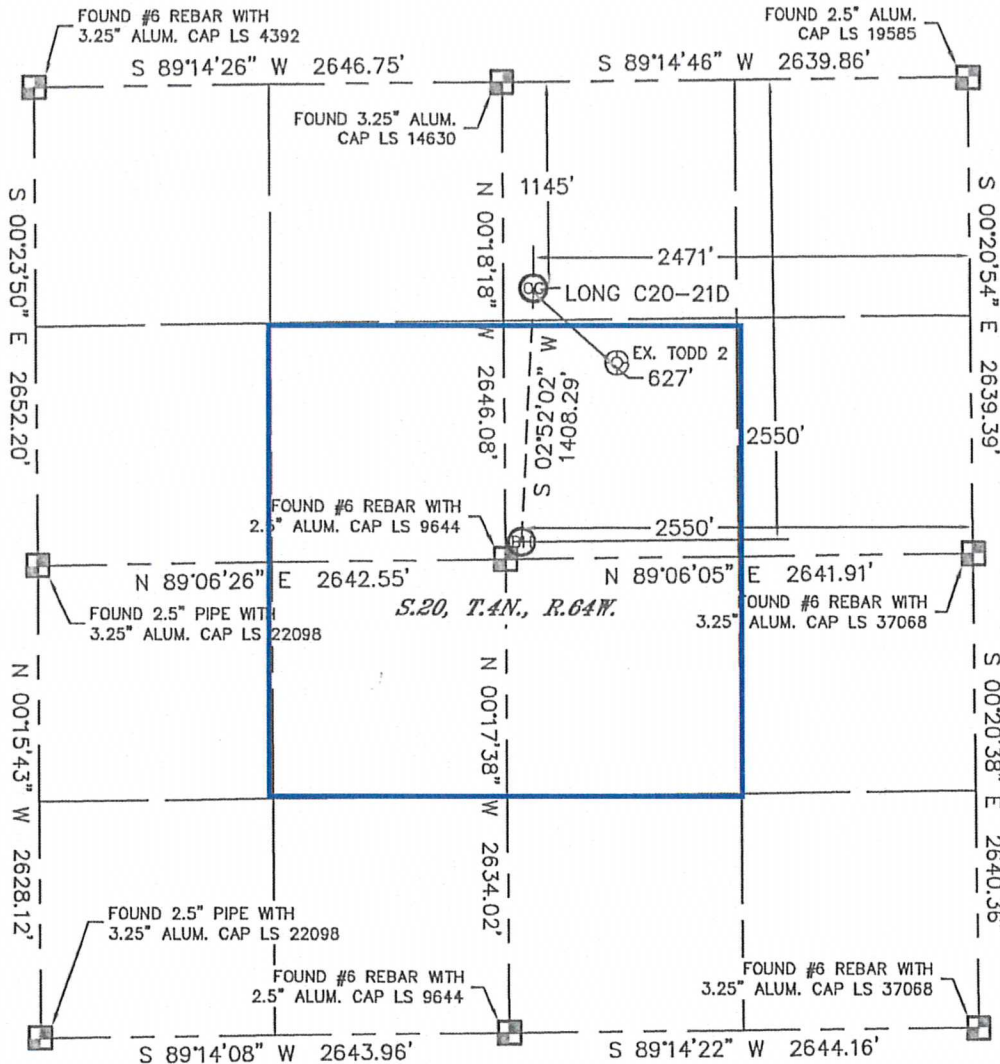 FOUND #6 REBAR WITH
3.25" ALUM. CAP LS 4392
FOUND 2.5" ALUM.
CAP LS 19585
S 89°14'26" W 2646.75'
S 89°14'46" W 2639.86'
FOUND 3.25" ALUM.
CAP LS 14630
S 00°23'50" E 2652.20'
N 00°18'18" W 2646.08'
1145'
2471'
S 00°20'54" E 2639.39'
OG
LONG C20-21D
EX. TODD 2
627'
S 02°52'02" W
1408.29'
2550'
FOUND #6 REBAR WITH
2.5" ALUM. CAP LS 9644
BH
2550'
N 89°06'26" E 2642.55'
N 89°06'05" E 2641.91'
S.20, T.4N., R.64W.
FOUND 2.5" PIPE WITH
3.25" ALUM. CAP LS 22098
FOUND #6 REBAR WITH
3.25" ALUM. CAP LS 37068
N 00°15'43" W 2628.12'
N 00°17'38" W 2634.02'
S 00°20'38" E 2640.36'
FOUND 2.5" PIPE WITH
3.25" ALUM. CAP LS 22098
FOUND #6 REBAR WITH
2.5" ALUM. CAP LS 9644
FOUND #6 REBAR WITH
3.25" ALUM. CAP LS 37068
S 89°14'08" W 2643.96'
S 89°14'22" W 2644.16'